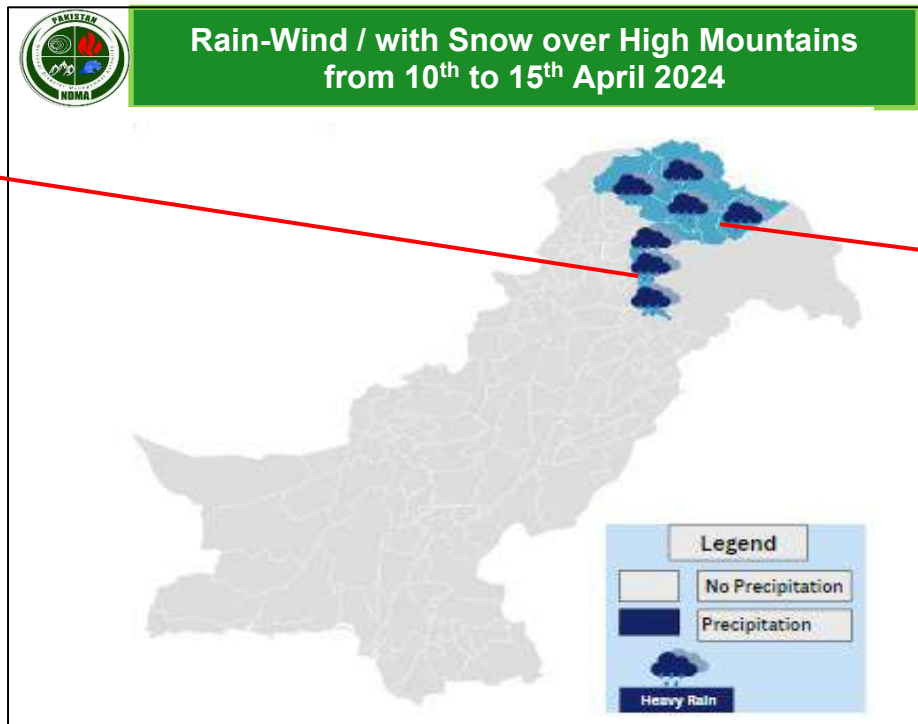 PAKISTAN
NDMA
Rain-Wind / with Snow over High Mountains
from 10th to 15th April 2024
Legend
No Precipitation
Precipitation
Heavy Rain